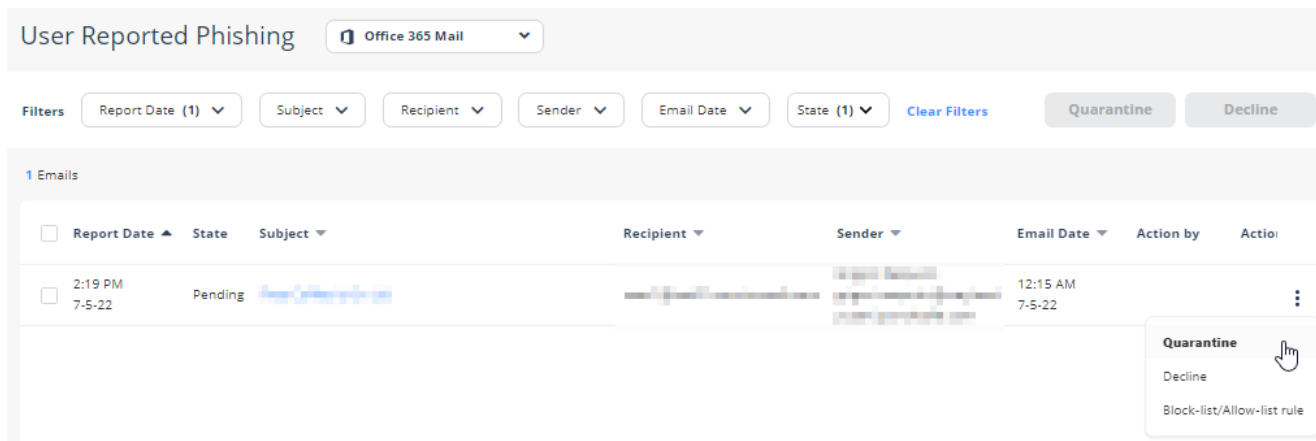 User Reported Phishing Office 365 Mail
Filters Report Date (1) Subject Recipient Sender Email Date State (1) Clear Filters Quarantine Decline
1 Emails
Report Date State Subject Recipient Sender Email Date Action by
2:19 PM
Pending 12:15 AM
7-5-22 7-5-22
Quarantine
Decline
Block-list/Allow-list rule